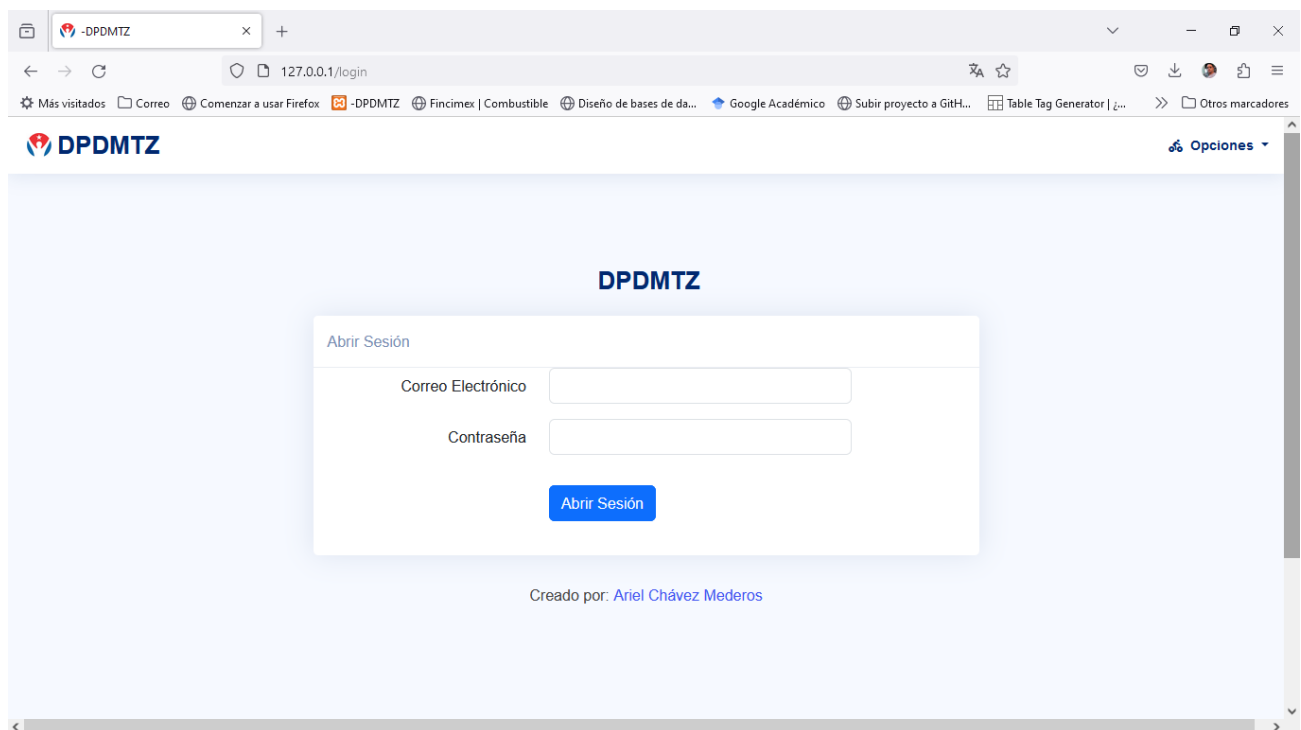 -DPDMTZ
127.0.0.1/login
Más visitados Correo Comenzar a usar Firefox -DPDMTZ Fincimex | Combustible Diseño de bases de da... Google Académico Subir proyecto a GitH... Table Tag Generator | ¿... Otros marcadores
DPDMTZ Opciones
DPDMTZ
Abrir Sesión
Correo Electrónico
Contraseña
Abrir Sesión
Creado por: Ariel Chávez Mederos